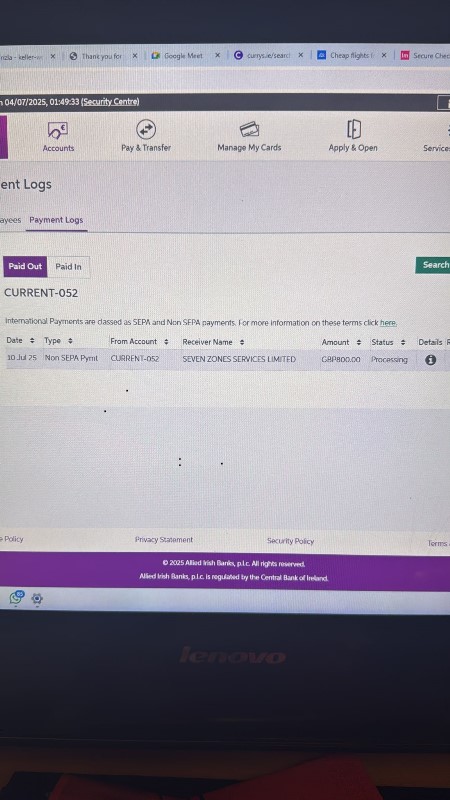 Thank you for
Google Meet
currys.ie/search
Cheap flights t
Secure Chec
04/07/2025, 01:49:33 (Security Centre)
Accounts
Pay & Transfer
Manage My Cards
Apply & Open
Service
ent Logs
ayees Payment Logs
Paid Out Paid In
Search
CURRENT-052
International Payments are classed as SEPA and Non SEPA payments. For more information on these terms click here.
Date Type From Account Receiver Name Amount Status Details R
10 Jul 25 Non SEPA Pymt CURRENT-052 SEVEN ZONES SERVICES LIMITED GBP800.00 Processing
Policy Privacy Statement Security Policy Terms
© 2025 Allied Irish Banks, p.l.c. All rights reserved.
Allied Irish Banks, p.l.c. is regulated by the Central Bank of Ireland.
lenovo